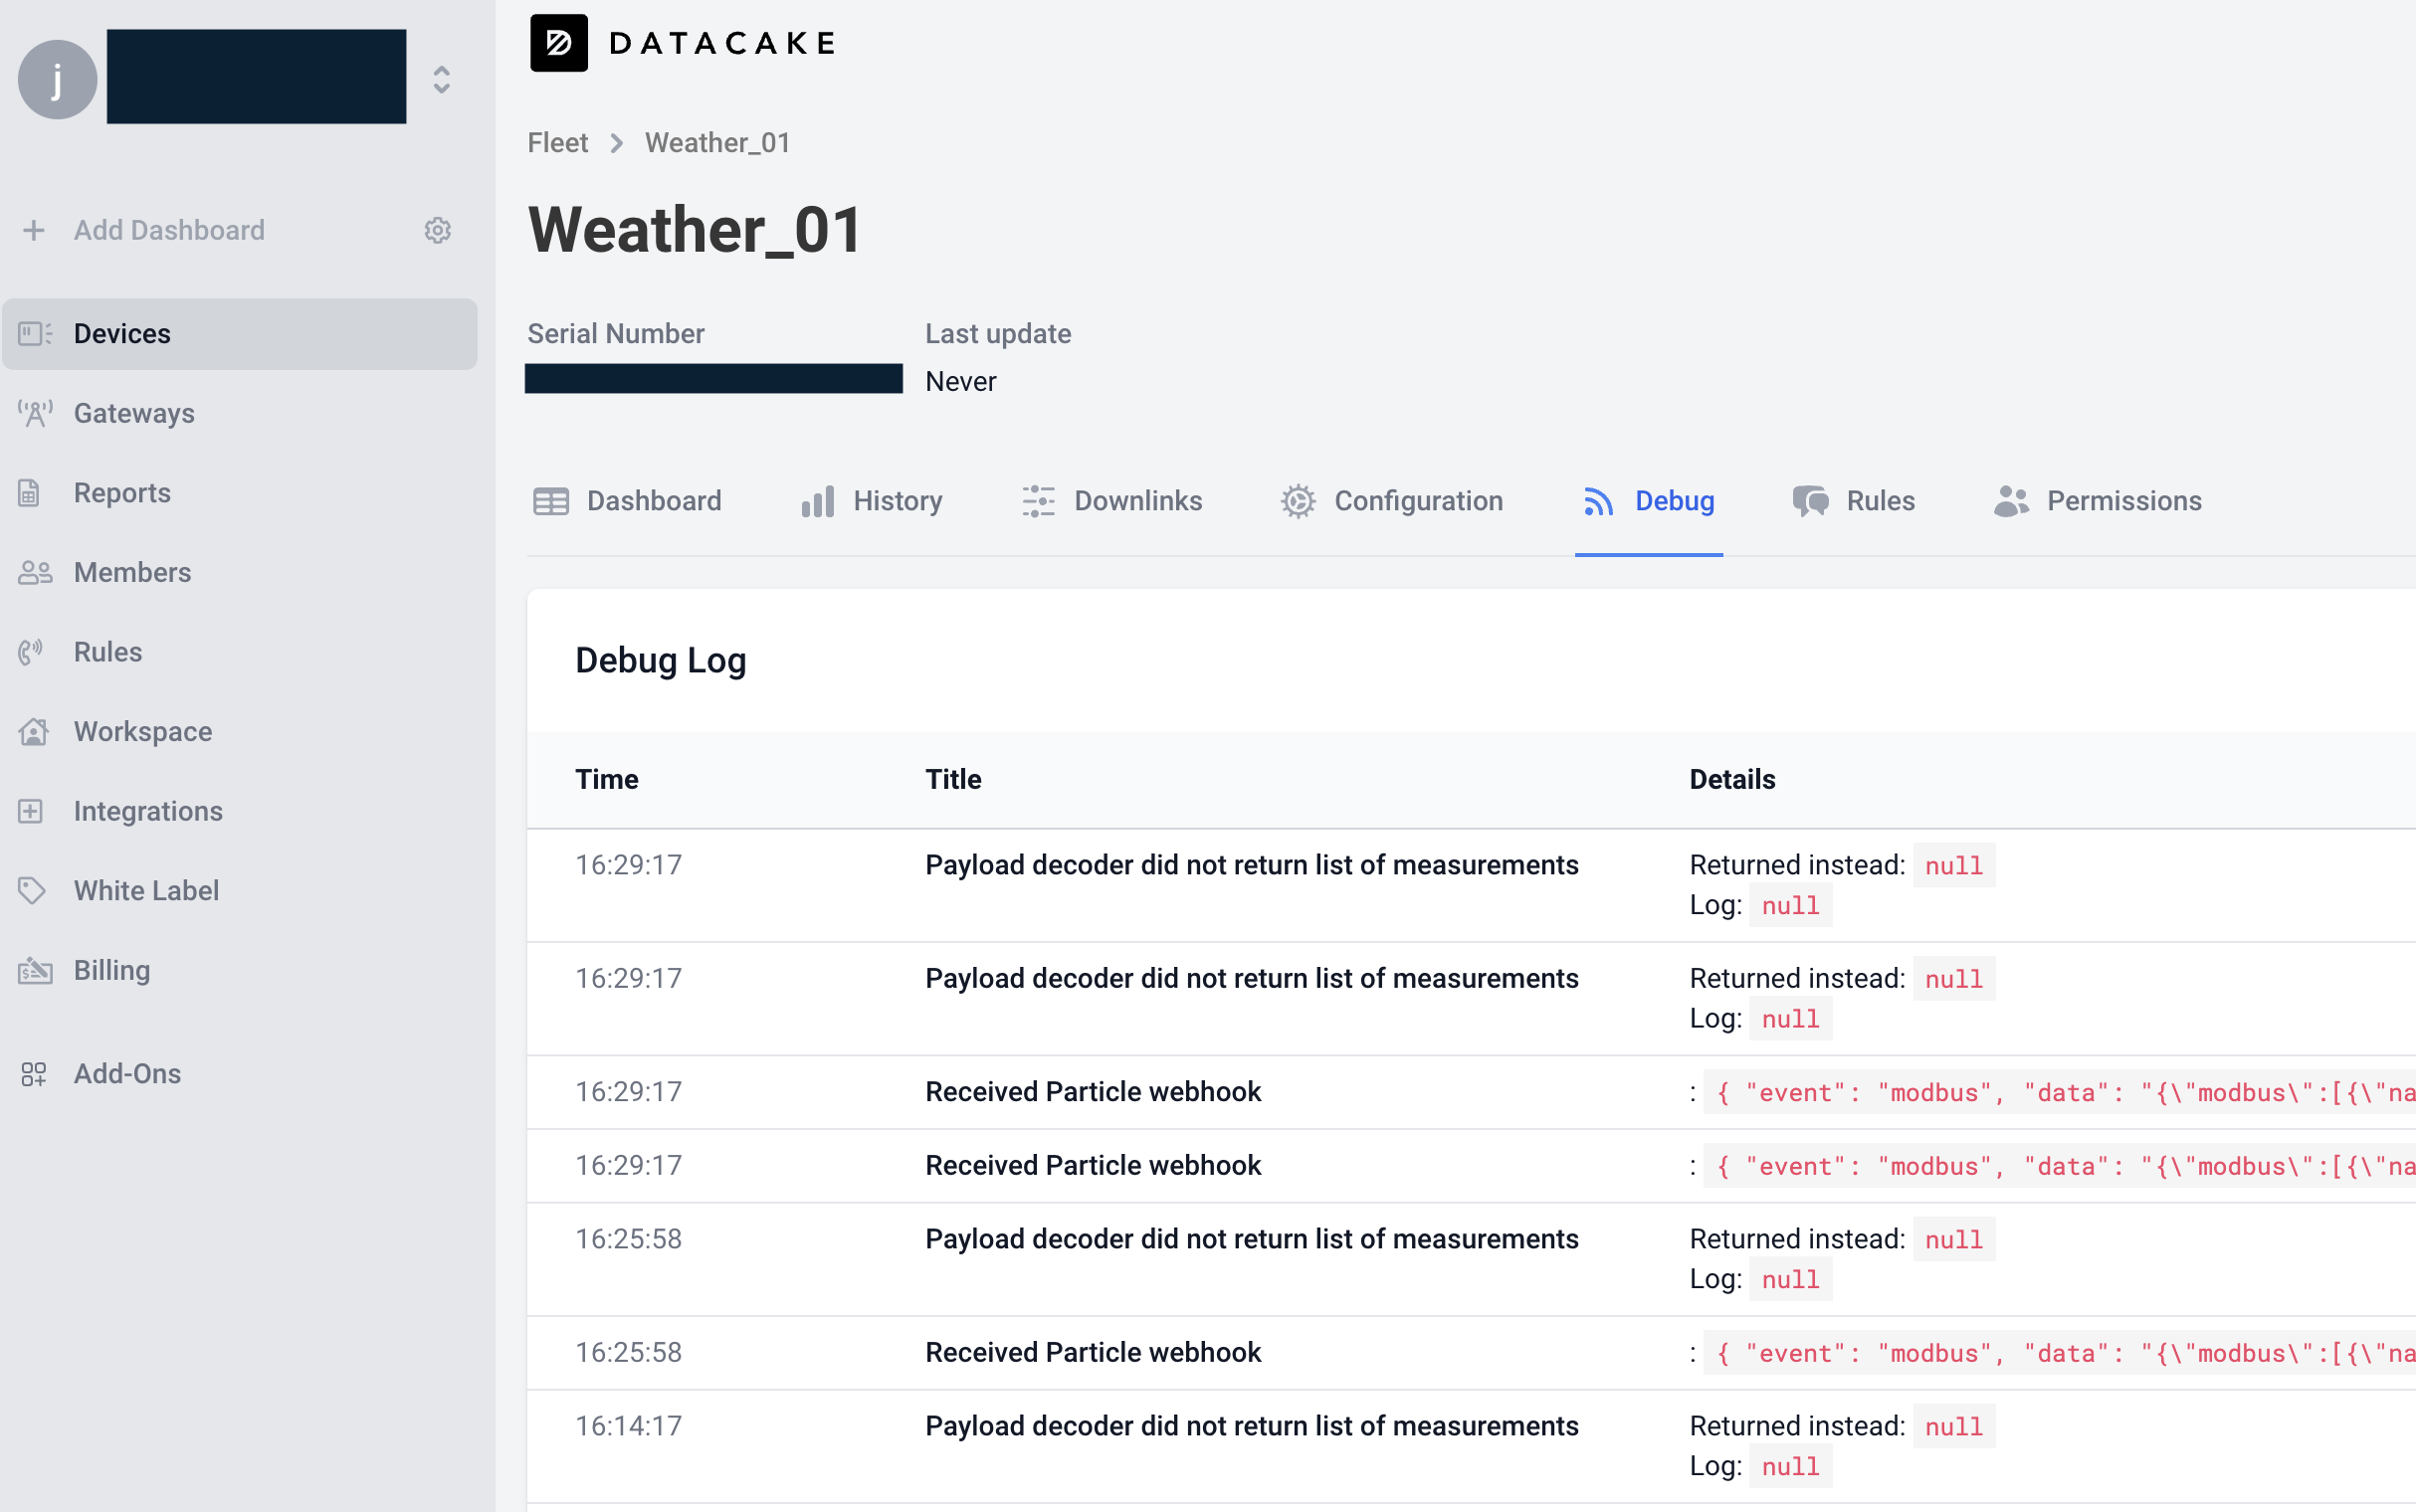 j
DATACAKE
Fleet > Weather_01
Weather_01
Add Dashboard
Devices
Gateways
Reports
Members
Rules
Workspace
Integrations
White Label
Billing
Add-Ons
Serial Number
Last update
Never
Dashboard History Downlinks Configuration Debug Rules Permissions
Debug Log
Time Title Details
16:29:17 Payload decoder did not return list of measurements Returned instead: null
Log: null
16:29:17 Payload decoder did not return list of measurements Returned instead: null
Log: null
16:29:17 Received Particle webhook : { "event": "modbus", "data": "{\"modbus\":[{\"na
16:29:17 Received Particle webhook : { "event": "modbus", "data": "{\"modbus\":[{\"na
16:25:58 Payload decoder did not return list of measurements Returned instead: null
Log: null
16:25:58 Received Particle webhook : { "event": "modbus", "data": "{\"modbus\":[{\"na
16:14:17 Payload decoder did not return list of measurements Returned instead: null
Log: null